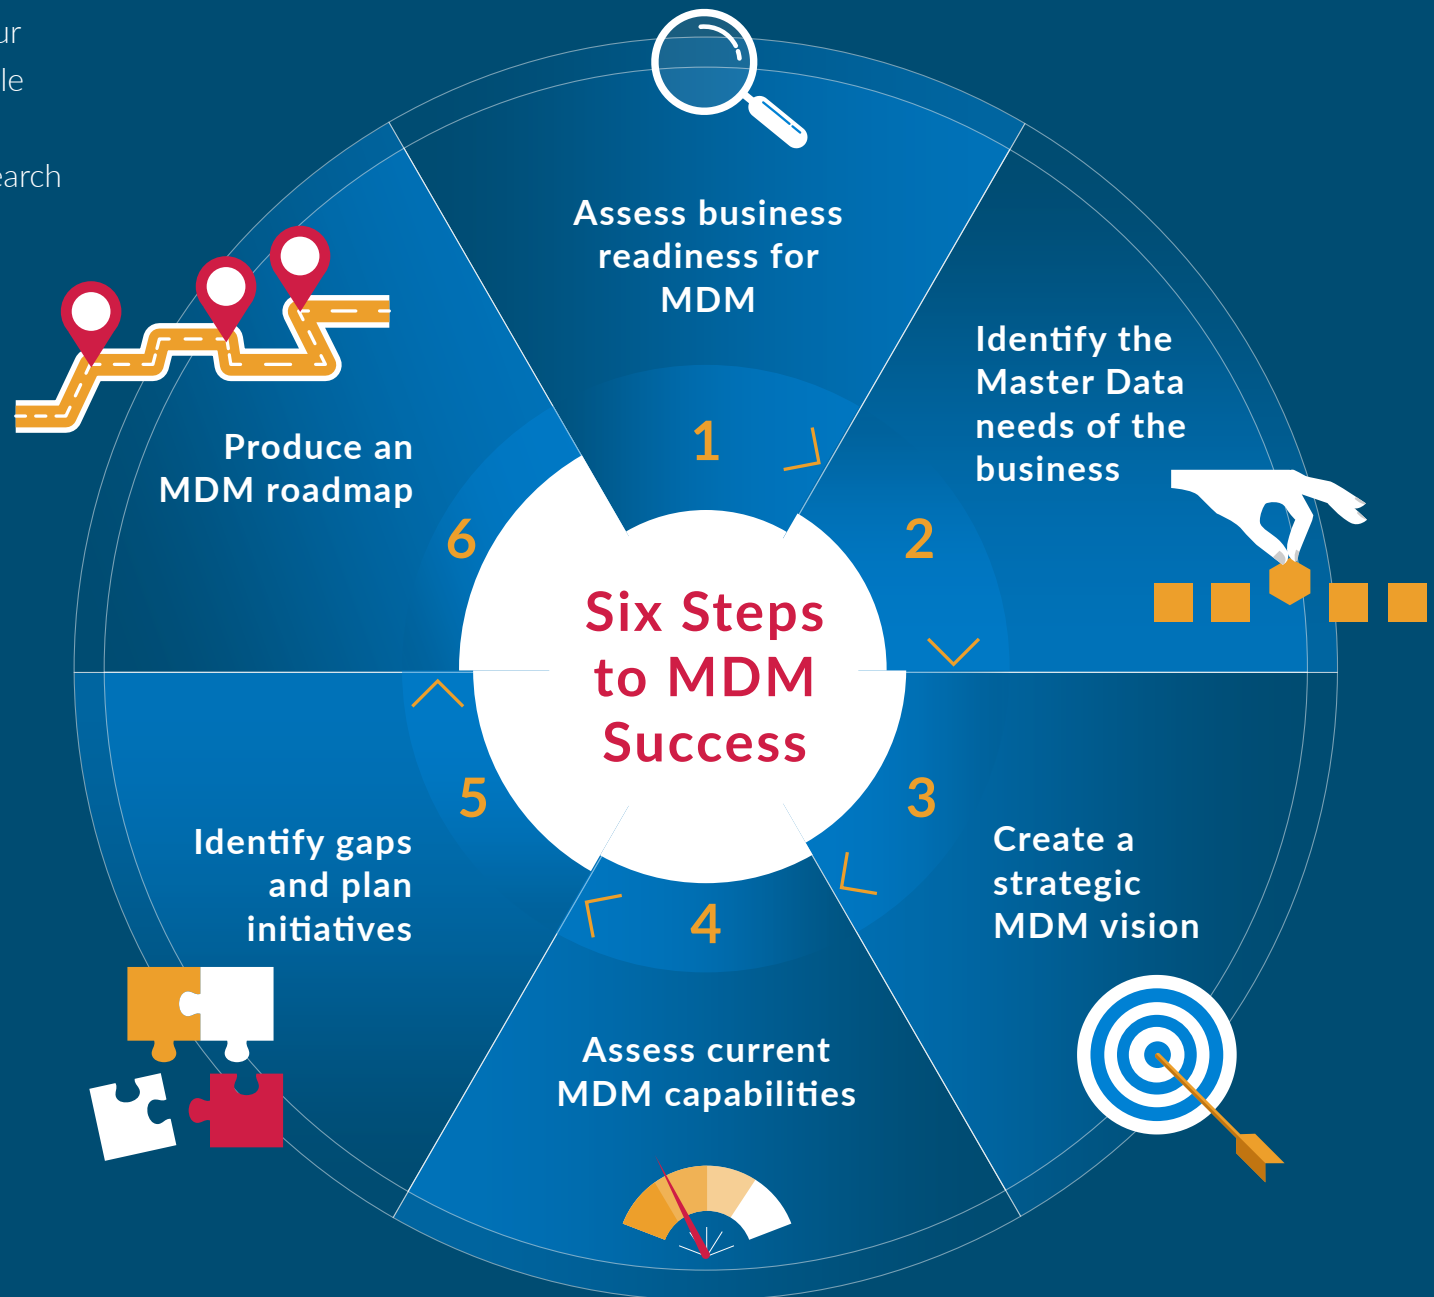 Assess business
readiness for
MDM
1
Identify the
Master Data
needs of the
business
2
Create a
strategic
MDM vision
3
Assess current
MDM capabilities
4
Identify gaps
and plan
initiatives
5
Produce an
MDM roadmap
6
Six Steps
to MDM
Success